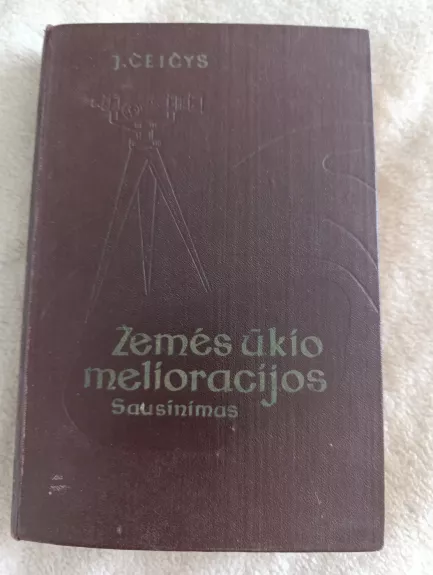 J. ČEIČYS
Žemės ūkio
melioracijos
Sausinimas